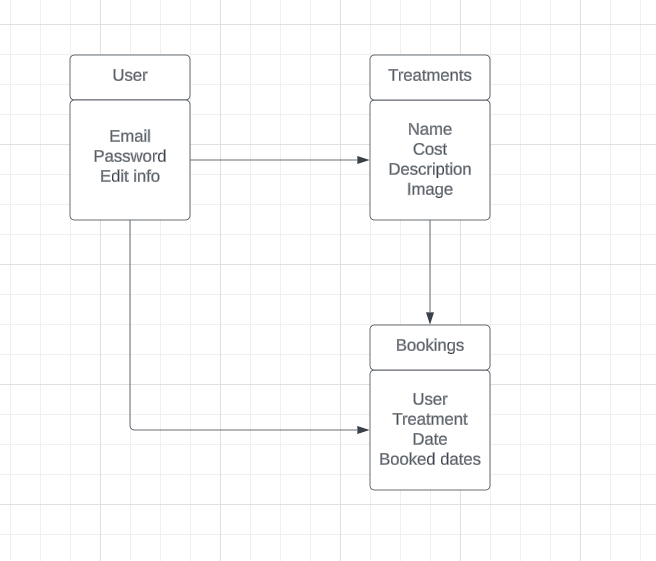 User
Email
Password
Edit info
Treatments
Name
Cost
Description
Image
Bookings
User
Treatment
Date
Booked dates